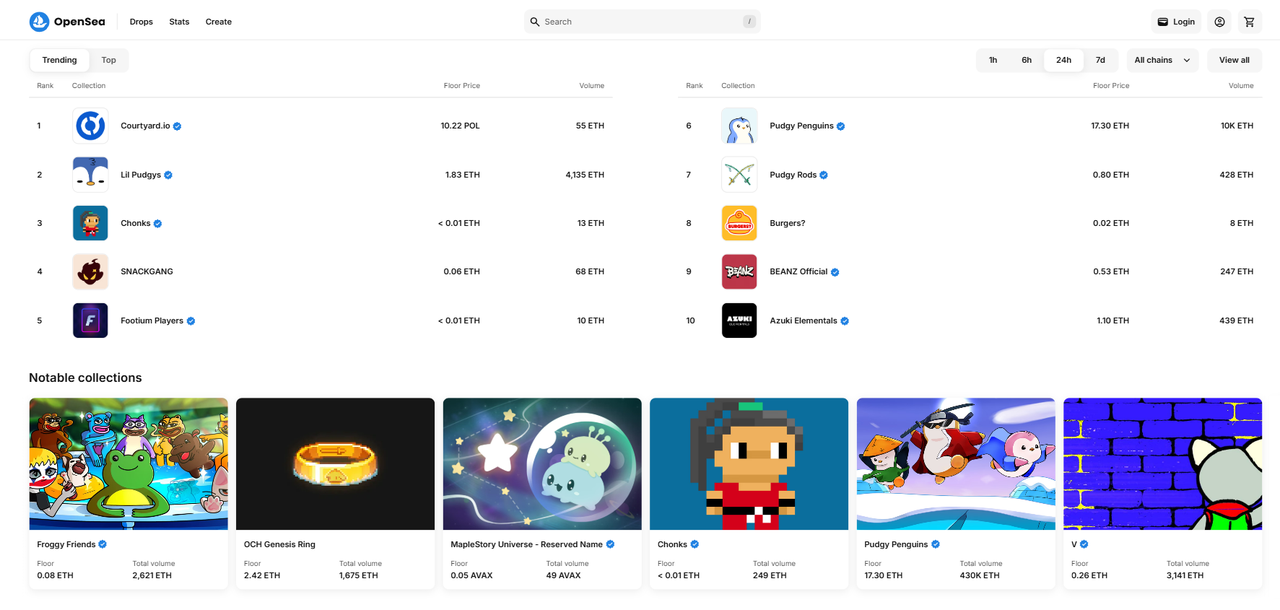 OpenSea Drops Stats Create Search / Login
Trending Top 1h 6h 24h 7d All chains View all
Rank Collection Floor Price Volume Rank Collection Floor Price Volume
1 Courtyard.io 10.22 POL 55 ETH 6 Pudgy Penguins 17.30 ETH 10K ETH
2 Lil Pudgys 1.83 ETH 4,135 ETH 7 Pudgy Rods 0.80 ETH 428 ETH
3 Chonks < 0.01 ETH 13 ETH 8 BURGERS? Burgers? 0.02 ETH 8 ETH
4 SNACKGANG 0.06 ETH 68 ETH 9 BEANZ BEANZ Official 0.53 ETH 247 ETH
5 F Footium Players < 0.01 ETH 10 ETH 10 AZUKI Azuki Elementals 1.10 ETH 439 ETH
Notable collections
Froggy Friends OCH Genesis Ring MapleStory Universe - Reserved Name Chonks Pudgy Penguins V
Floor Total volume Floor Total volume Floor Total volume Floor Total volume Floor Total volume Floor Total volume
0.08 ETH 2,621 ETH 2.42 ETH 1,675 ETH 0.05 AVAX 49 AVAX < 0.01 ETH 249 ETH 17.30 ETH 430K ETH 0.26 ETH 3,141 ETH